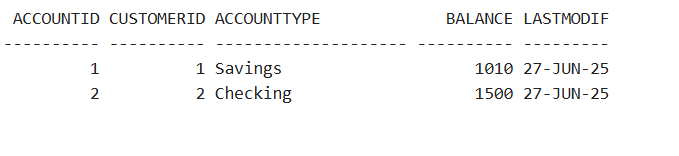 ACCOUNTID CUSTOMERID ACCOUNTTYPE             BALANCE LASTMODIF
---------- ---------- -------------------- ---------- ---------
         1          1 Savings                    1010 27-JUN-25
         2          2 Checking                   1500 27-JUN-25